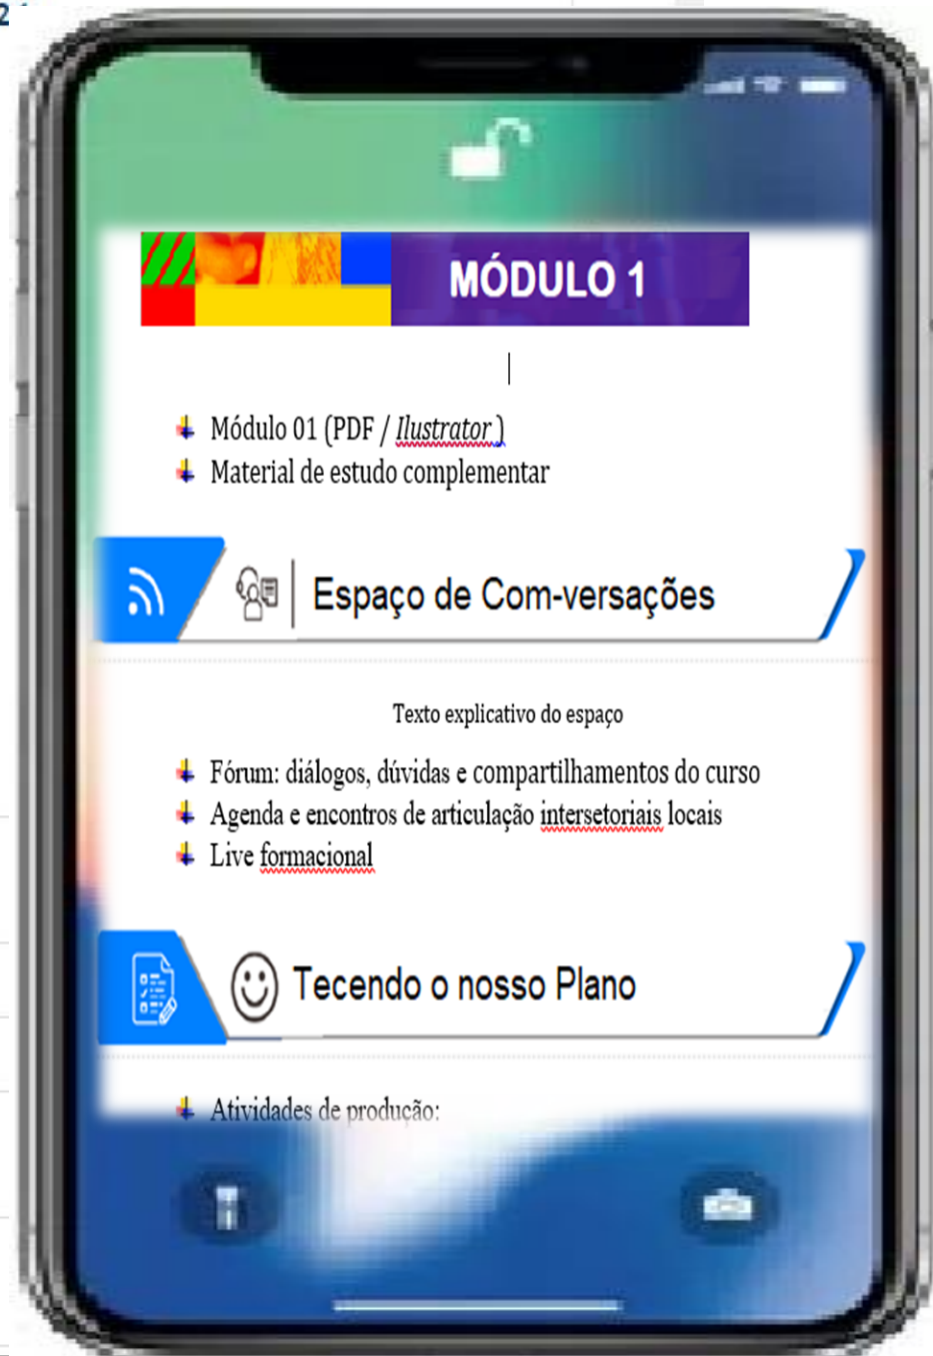 2
MÓDULO 1
Módulo 01 (PDF / Ilustrator )
Material de estudo complementar
Espaço de Com-versações
Texto explicativo do espaço
Fórum: diálogos, dúvidas e compartilhamentos do curso
Agenda e encontros de articulação intersetoriais locais
Live formacional
Tecendo o nosso Plano
Atividades de produção: